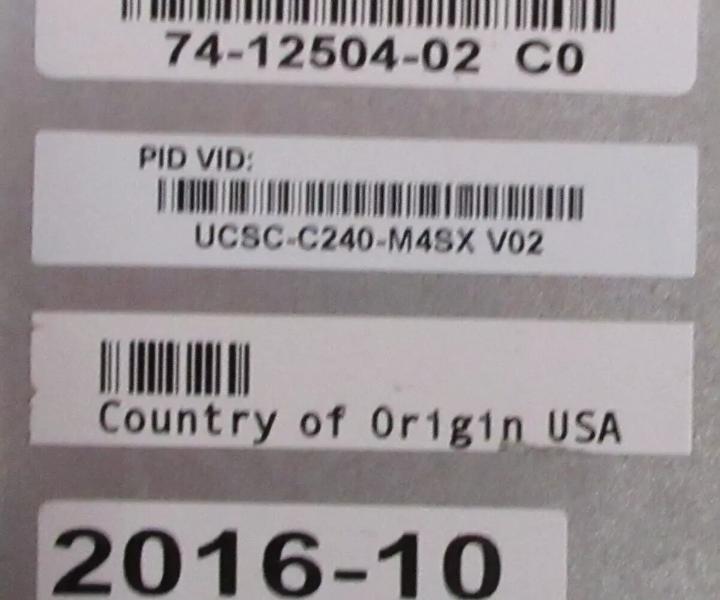 74-12504-02 C0
PID VID:
UCSC-C240-M4SX V02
Country of Origin USA
2016-10